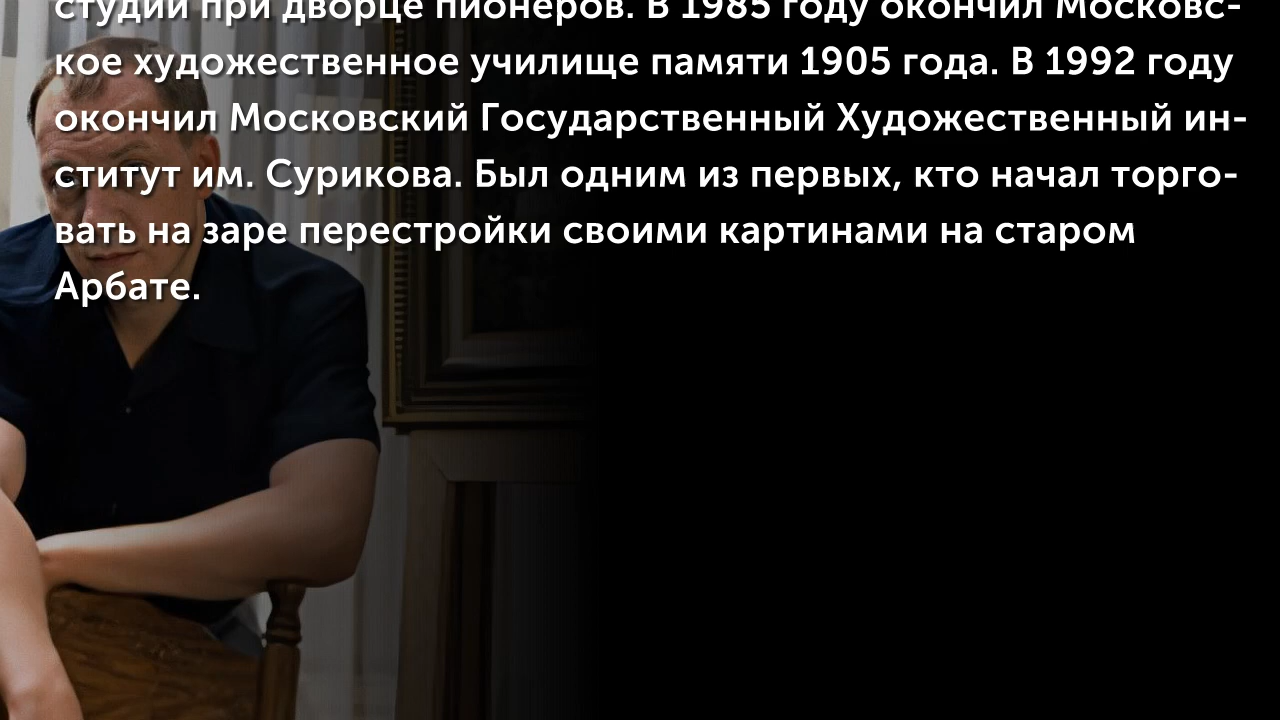 студии при дворце пионеров. В 1985 году окончил Московс-
кое художественное училище памяти 1905 года. В 1992 году
окончил Московский Государственный Художественный ин-
ститут им. Сурикова. Был одним из первых, кто начал торго-
вать на заре перестройки своими картинами на старом
Арбате.